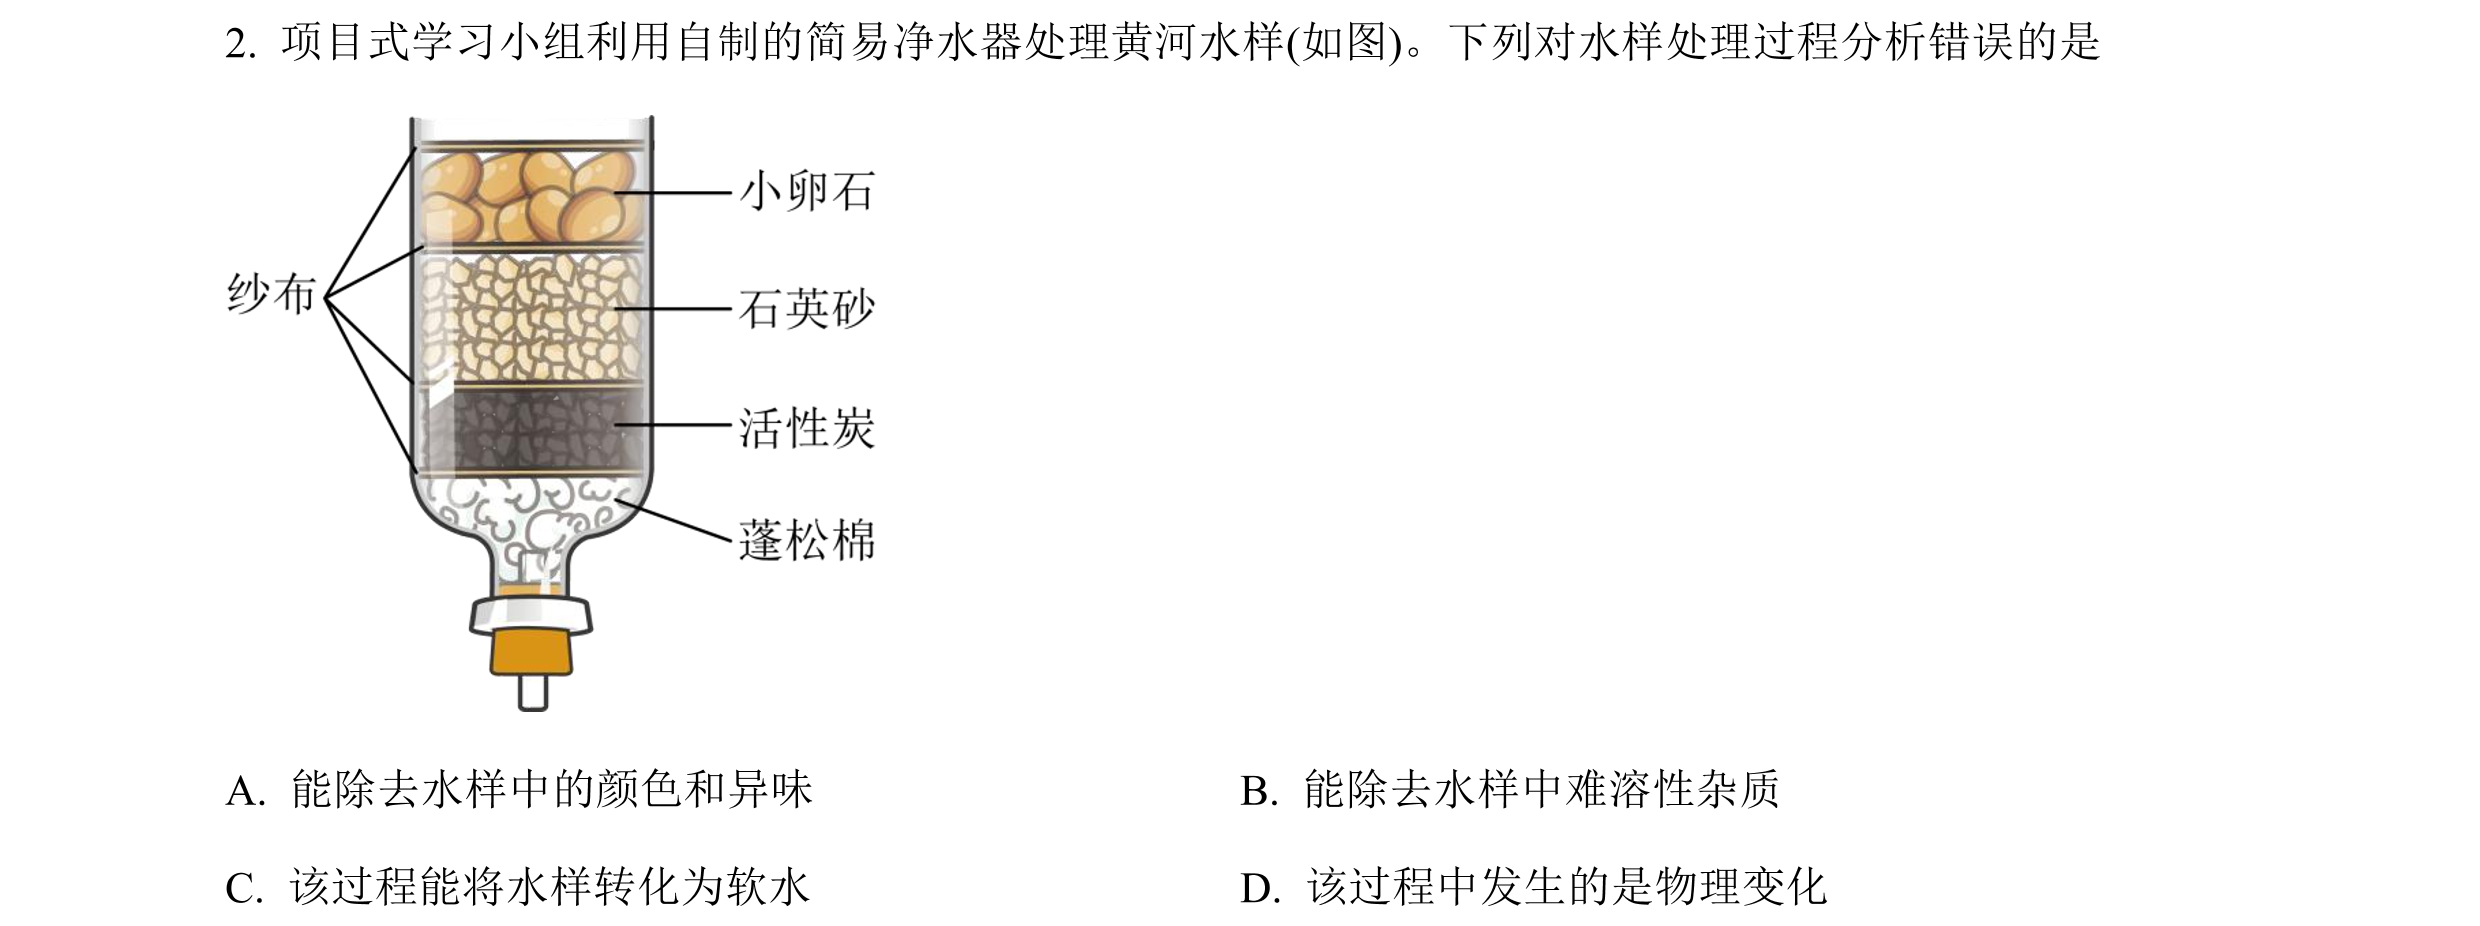 2. 项目式学习小组利用自制的简易净水器处理黄河水样(如图)。下列对水样处理过程分析错误的是
小卵石
纱布
石英砂
活性炭
蓬松棉
A. 能除去水样中的颜色和异味 B. 能除去水样中难溶性杂质
C. 该过程能将水样转化为软水 D. 该过程中发生的是物理变化